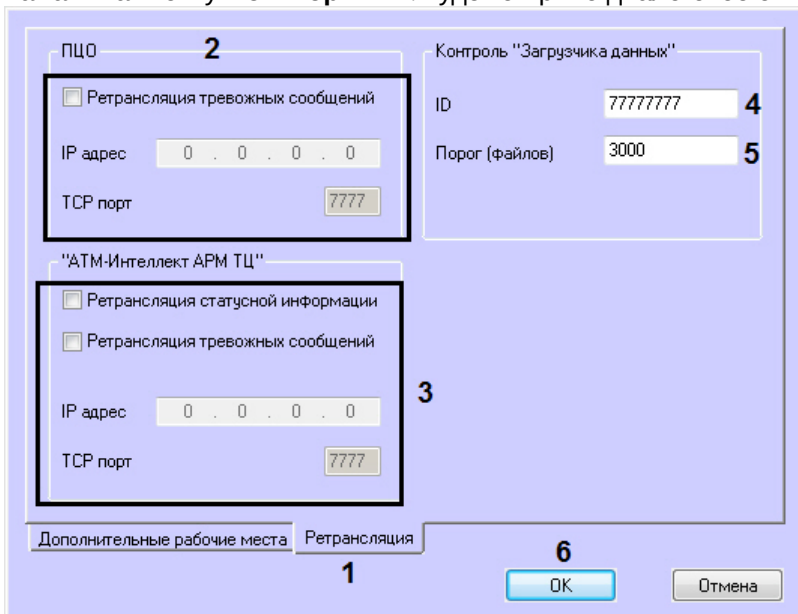 ПЦО
2
Ретрансляция тревожных сообщений
IP адрес 0 . 0 . 0 . 0
TCP порт 7777
Контроль "Загрузчика данных"
ID 77777777 4
Порог (файлов) 3000 5
"АТМ-Интеллект АРМ ТЦ"
Ретрансляция статусной информации
Ретрансляция тревожных сообщений
3
IP адрес 0 . 0 . 0 . 0
TCP порт 7777
Дополнительные рабочие места Ретрансляция
1
6
OK Отмена